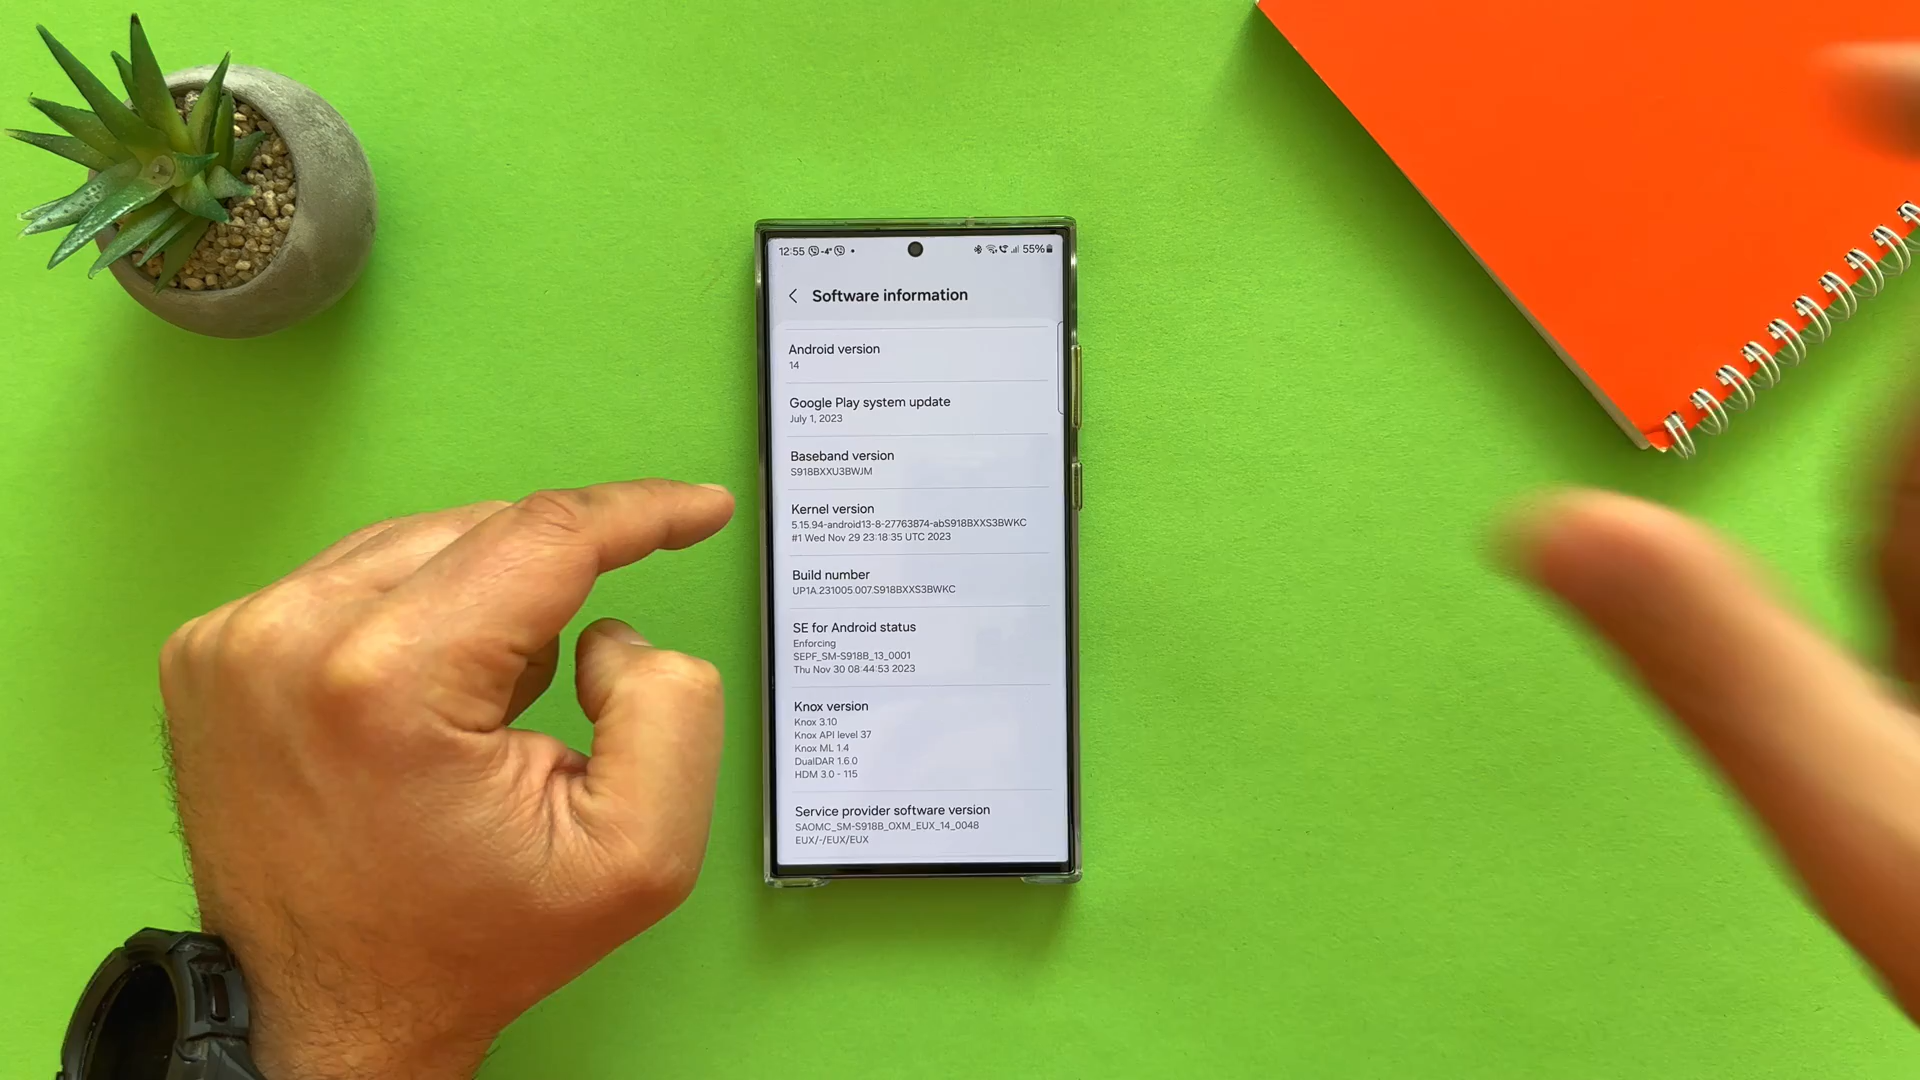 12:55 -4° 55%
Software information
Android version
14
Google Play system update
July 1, 2023
Baseband version
S918BXXU3BWJM
Kernel version
5.15.94-android13-8-27763874-abS918BXXS3BWKC
#1 Wed Nov 29 23:18:35 UTC 2023
Build number
UP1A.231005.007.S918BXXS3BWKC
SE for Android status
Enforcing
SEPF_SM-S918B_13_0001
Thu Nov 30 08:44:53 2023
Knox version
Knox 3.10
Knox API level 37
Knox ML 1.4
DualDAR 1.6.0
HDM 3.0 - 115
Service provider software version
SAOMC_SM-S918B_OXM_EUX_14_0048
EUX/-/EUX/EUX